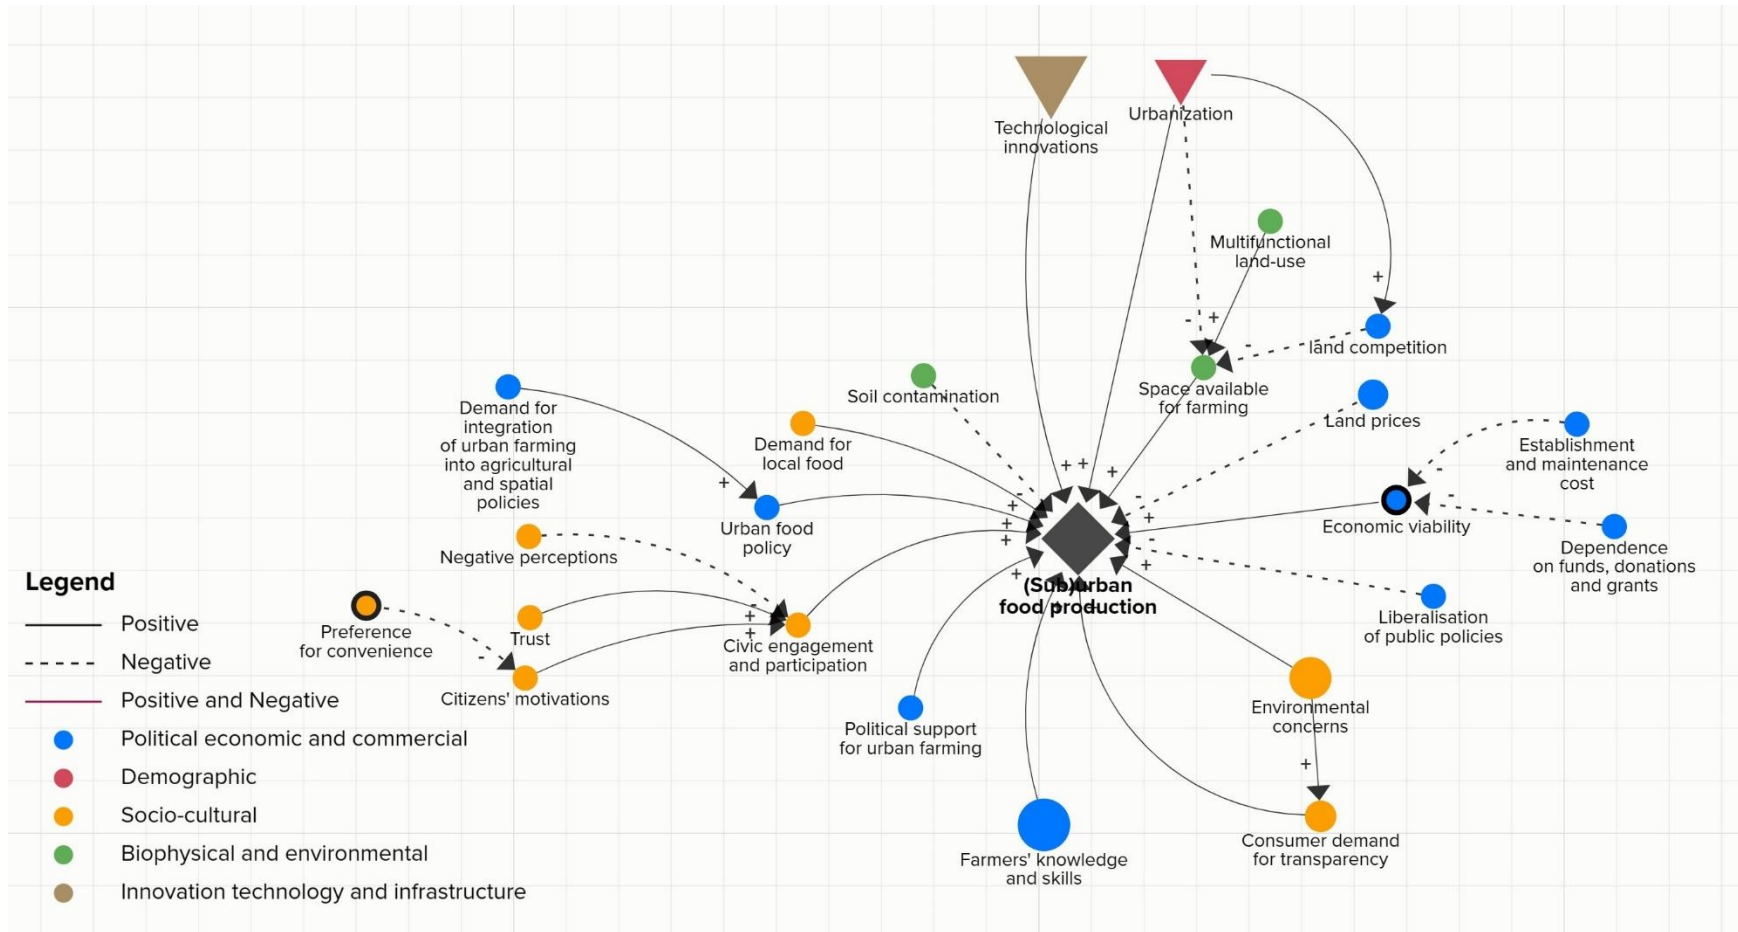 Technological
innovations
Urbanization
Multifunctional
land-use
+
land competition
-
+
-
Space available
for farming
Soil contamination
Land prices
Demand for
integration
of urban farming
into agricultural
and spatial
policies
Demand for
local food
Establishment
and maintenance
cost
+
Urban food
policy
+ +
+
-
-
+
+
+
-
+
-
+
+
-
-
Economic viability
Dependence
on funds, donations
and grants
Negative perceptions
(Sub)urban
food production
Liberalisation
of public policies
Preference
for convenience
Trust
-
+
+
Civic engagement
and participation
-
Citizens' motivations
Political support
for urban farming
Environmental
concerns
+
Farmers' knowledge
and skills
Consumer demand
for transparency
Legend
Positive
Negative
Positive and Negative
Political economic and commercial
Demographic
Socio-cultural
Biophysical and environmental
Innovation technology and infrastructure